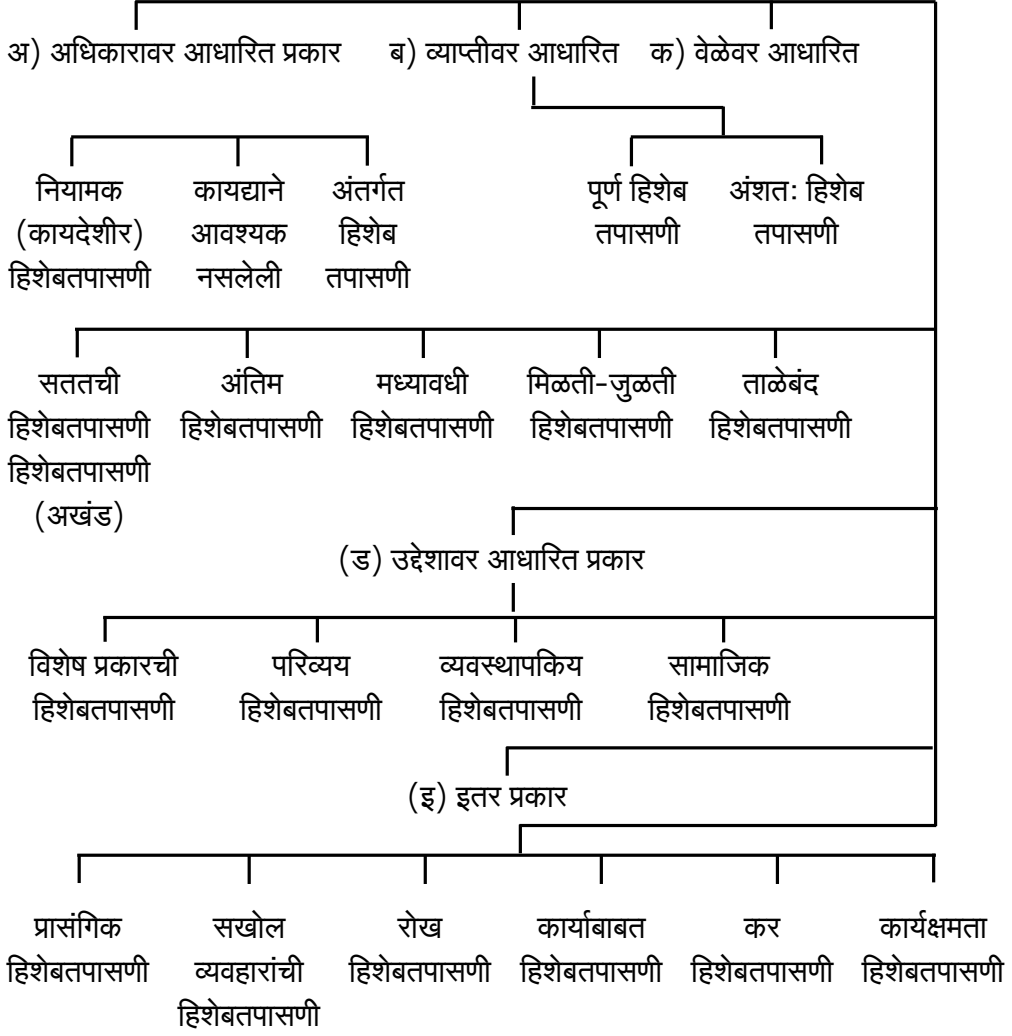 अ) अधिकारावर आधारित प्रकार ब) व्याप्तीवर आधारित क) वेळेवर आधारित
नियामक
(कायदेशीर)
हिशेबतपासणी
कायद्याने
आवश्यक
नसलेली
अंतर्गत
हिशेब
तपासणी
पूर्ण हिशेब
तपासणी
अंशतः हिशेब
तपासणी
सततची
हिशेबतपासणी
हिशेबतपासणी
(अखंड)
अंतिम
हिशेबतपासणी
मध्यावधी
हिशेबतपासणी
मिळती-जुळती
हिशेबतपासणी
ताळेबंद
हिशेबतपासणी
(ड) उद्देशावर आधारित प्रकार
विशेष प्रकारची
हिशेबतपासणी
परिव्यय
हिशेबतपासणी
व्यवस्थापकिय
हिशेबतपासणी
सामाजिक
हिशेबतपासणी
(इ) इतर प्रकार
प्रासंगिक
हिशेबतपासणी
सखोल
व्यवहारांची
हिशेबतपासणी
रोख
हिशेबतपासणी
कार्याबाबत
हिशेबतपासणी
कर
हिशेबतपासणी
कार्यक्षमता
हिशेबतपासणी